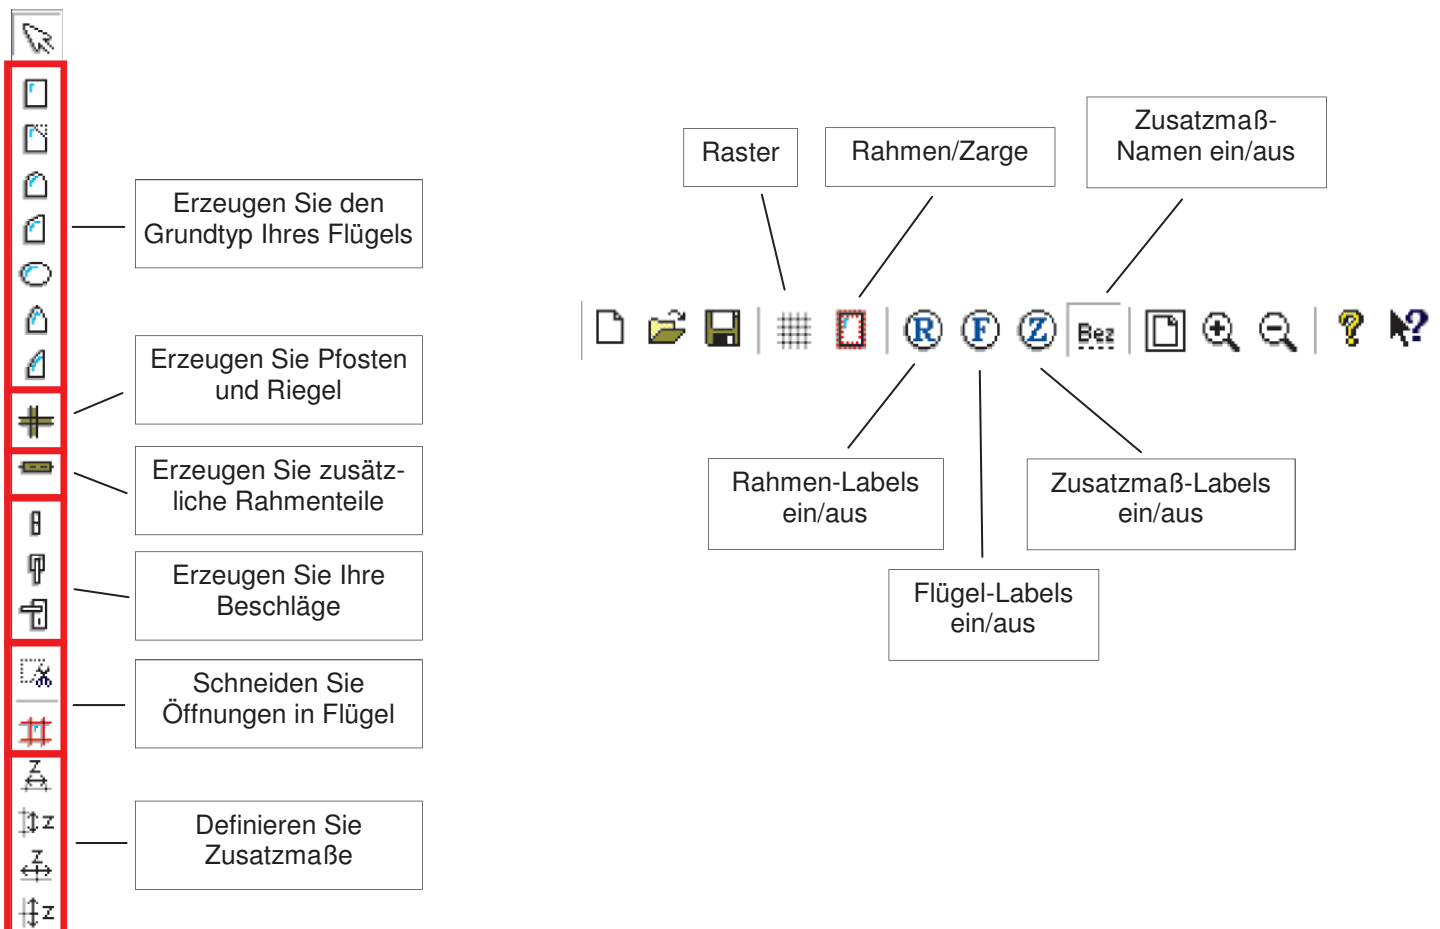 Erzeugen Sie den
Grundtyp Ihres Flügels
Erzeugen Sie Pfosten
und Riegel
Erzeugen Sie zusätz-
liche Rahmenteile
Erzeugen Sie Ihre
Beschläge
Schneiden Sie
Öffnungen in Flügel
Definieren Sie
Zusatzmaße
Z
Z
Z
Z
Raster
Rahmen/Zarge
Zusatzmaß-
Namen ein/aus
R F Z Bez ? ?
Rahmen-Labels
ein/aus
Zusatzmaß-Labels
ein/aus
Flügel-Labels
ein/aus